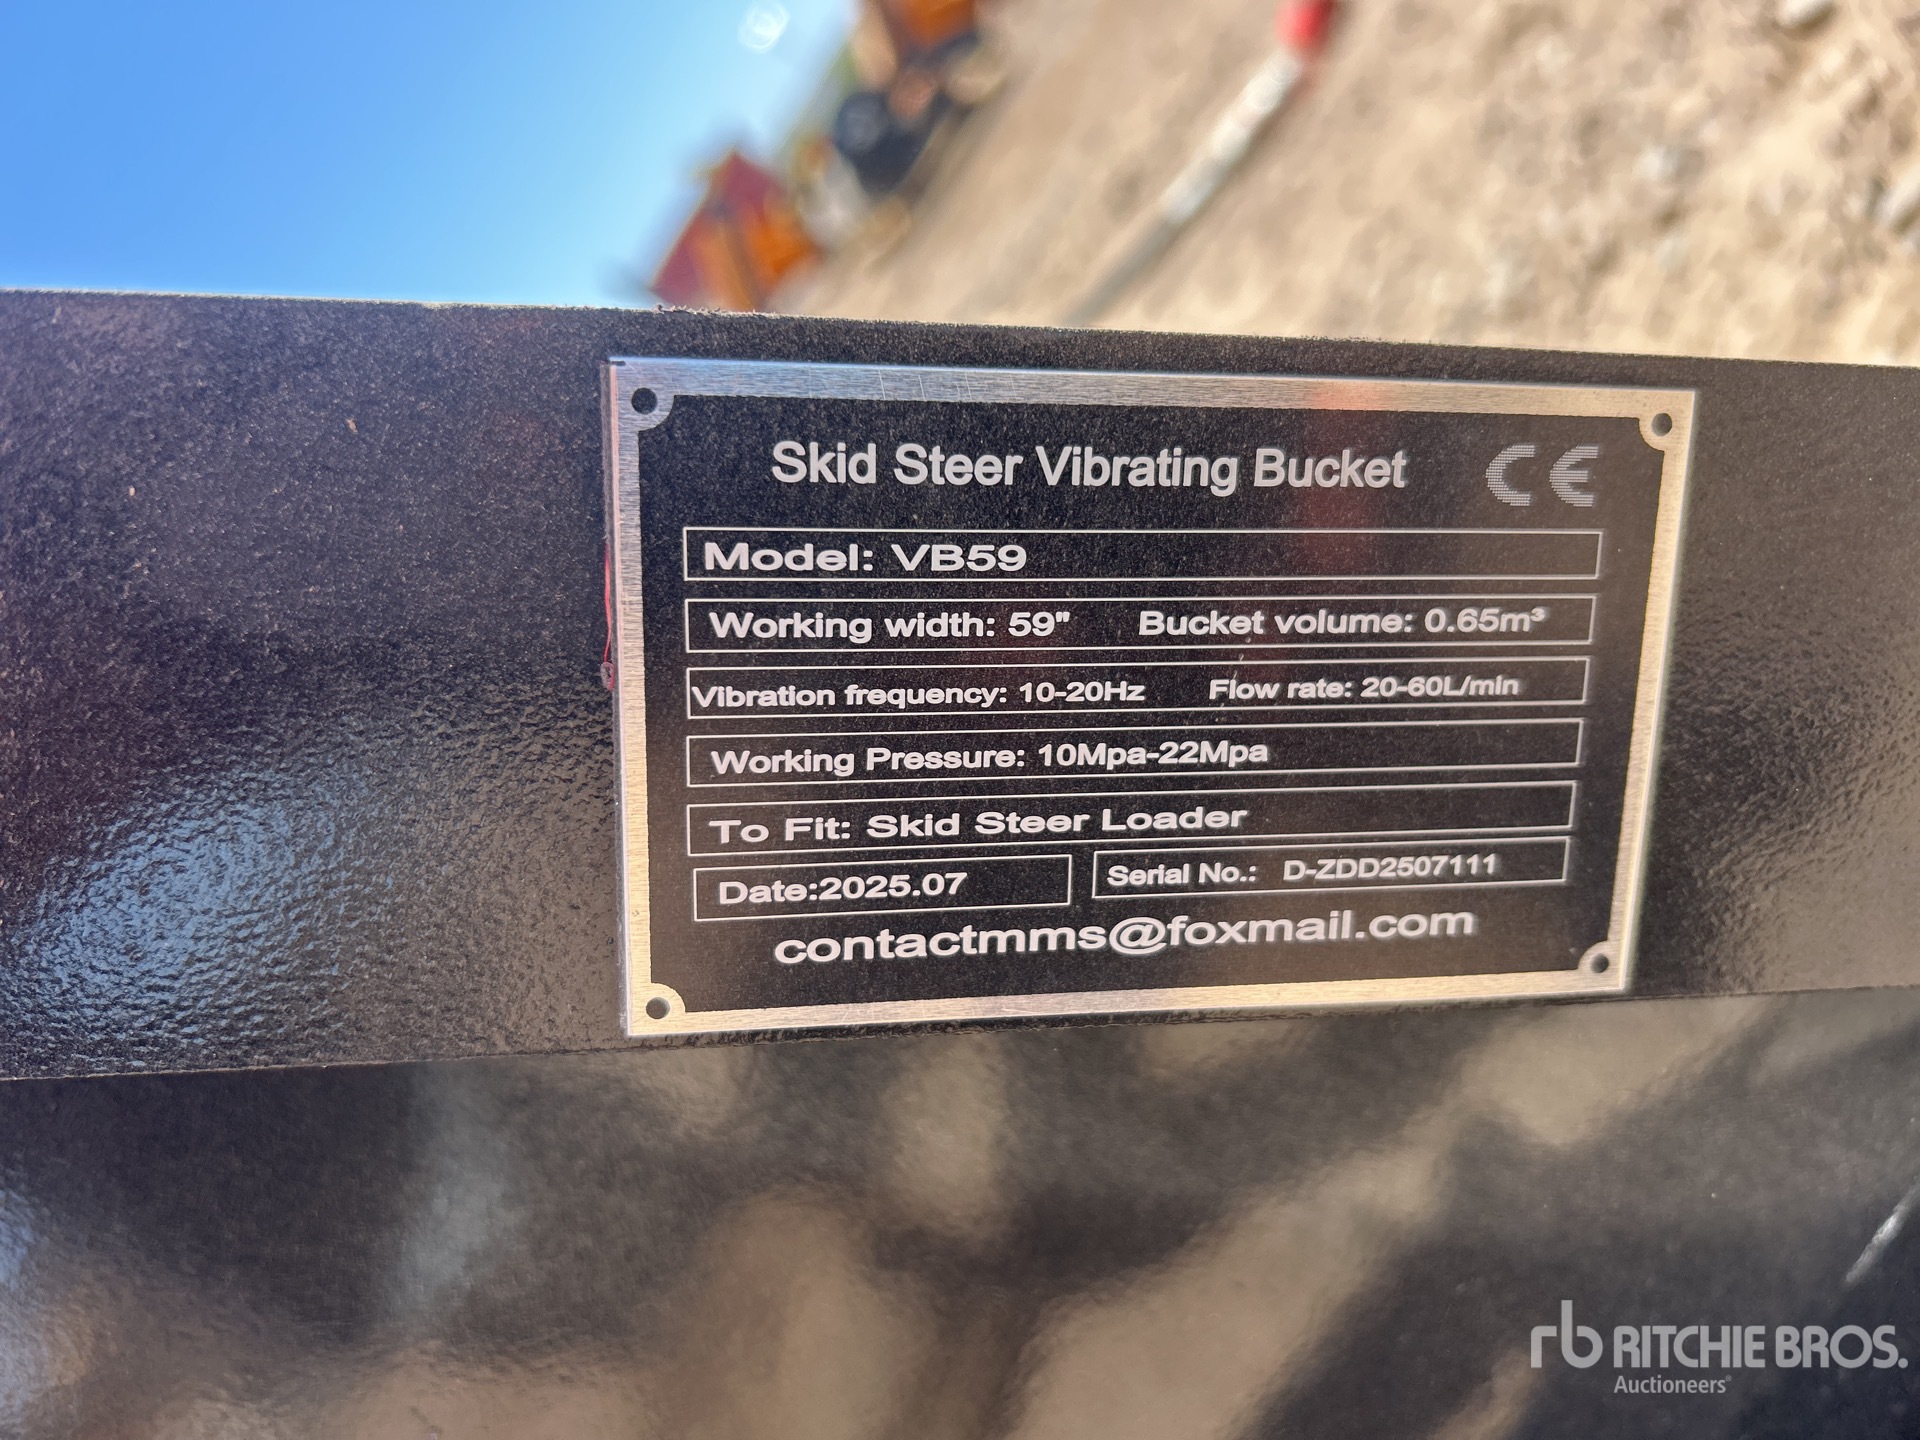 Skid Steer Vibrating Bucket CE
Model: VB59
Working width: 59" Bucket volume: 0.65m³
Vibration frequency: 10-20Hz Flow rate: 20-60L/min
Working Pressure: 10Mpa-22Mpa
To Fit: Skid Steer Loader
Date:2025.07 Serial No.: D-ZDD2507111
contactmms@foxmail.com
rb RITCHIE BROS.
Auctioneers®